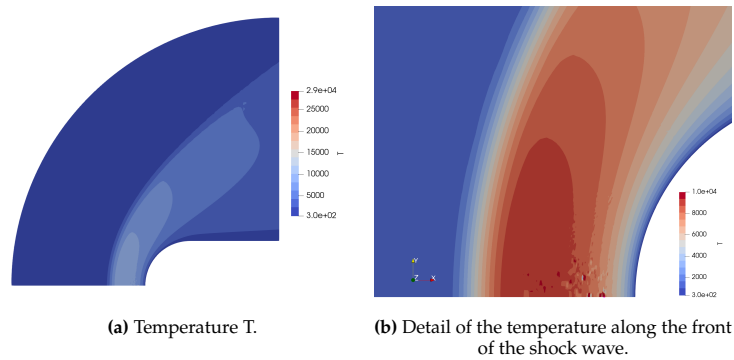 2.9e+04
25000
20000
15000
10000
5000
3.0e+02
T
1.0e+04
8000
6000
4000
2000
3.0e+02
T
Y
Z
X
(a) Temperature T.
(b) Detail of the temperature along the front
of the shock wave.